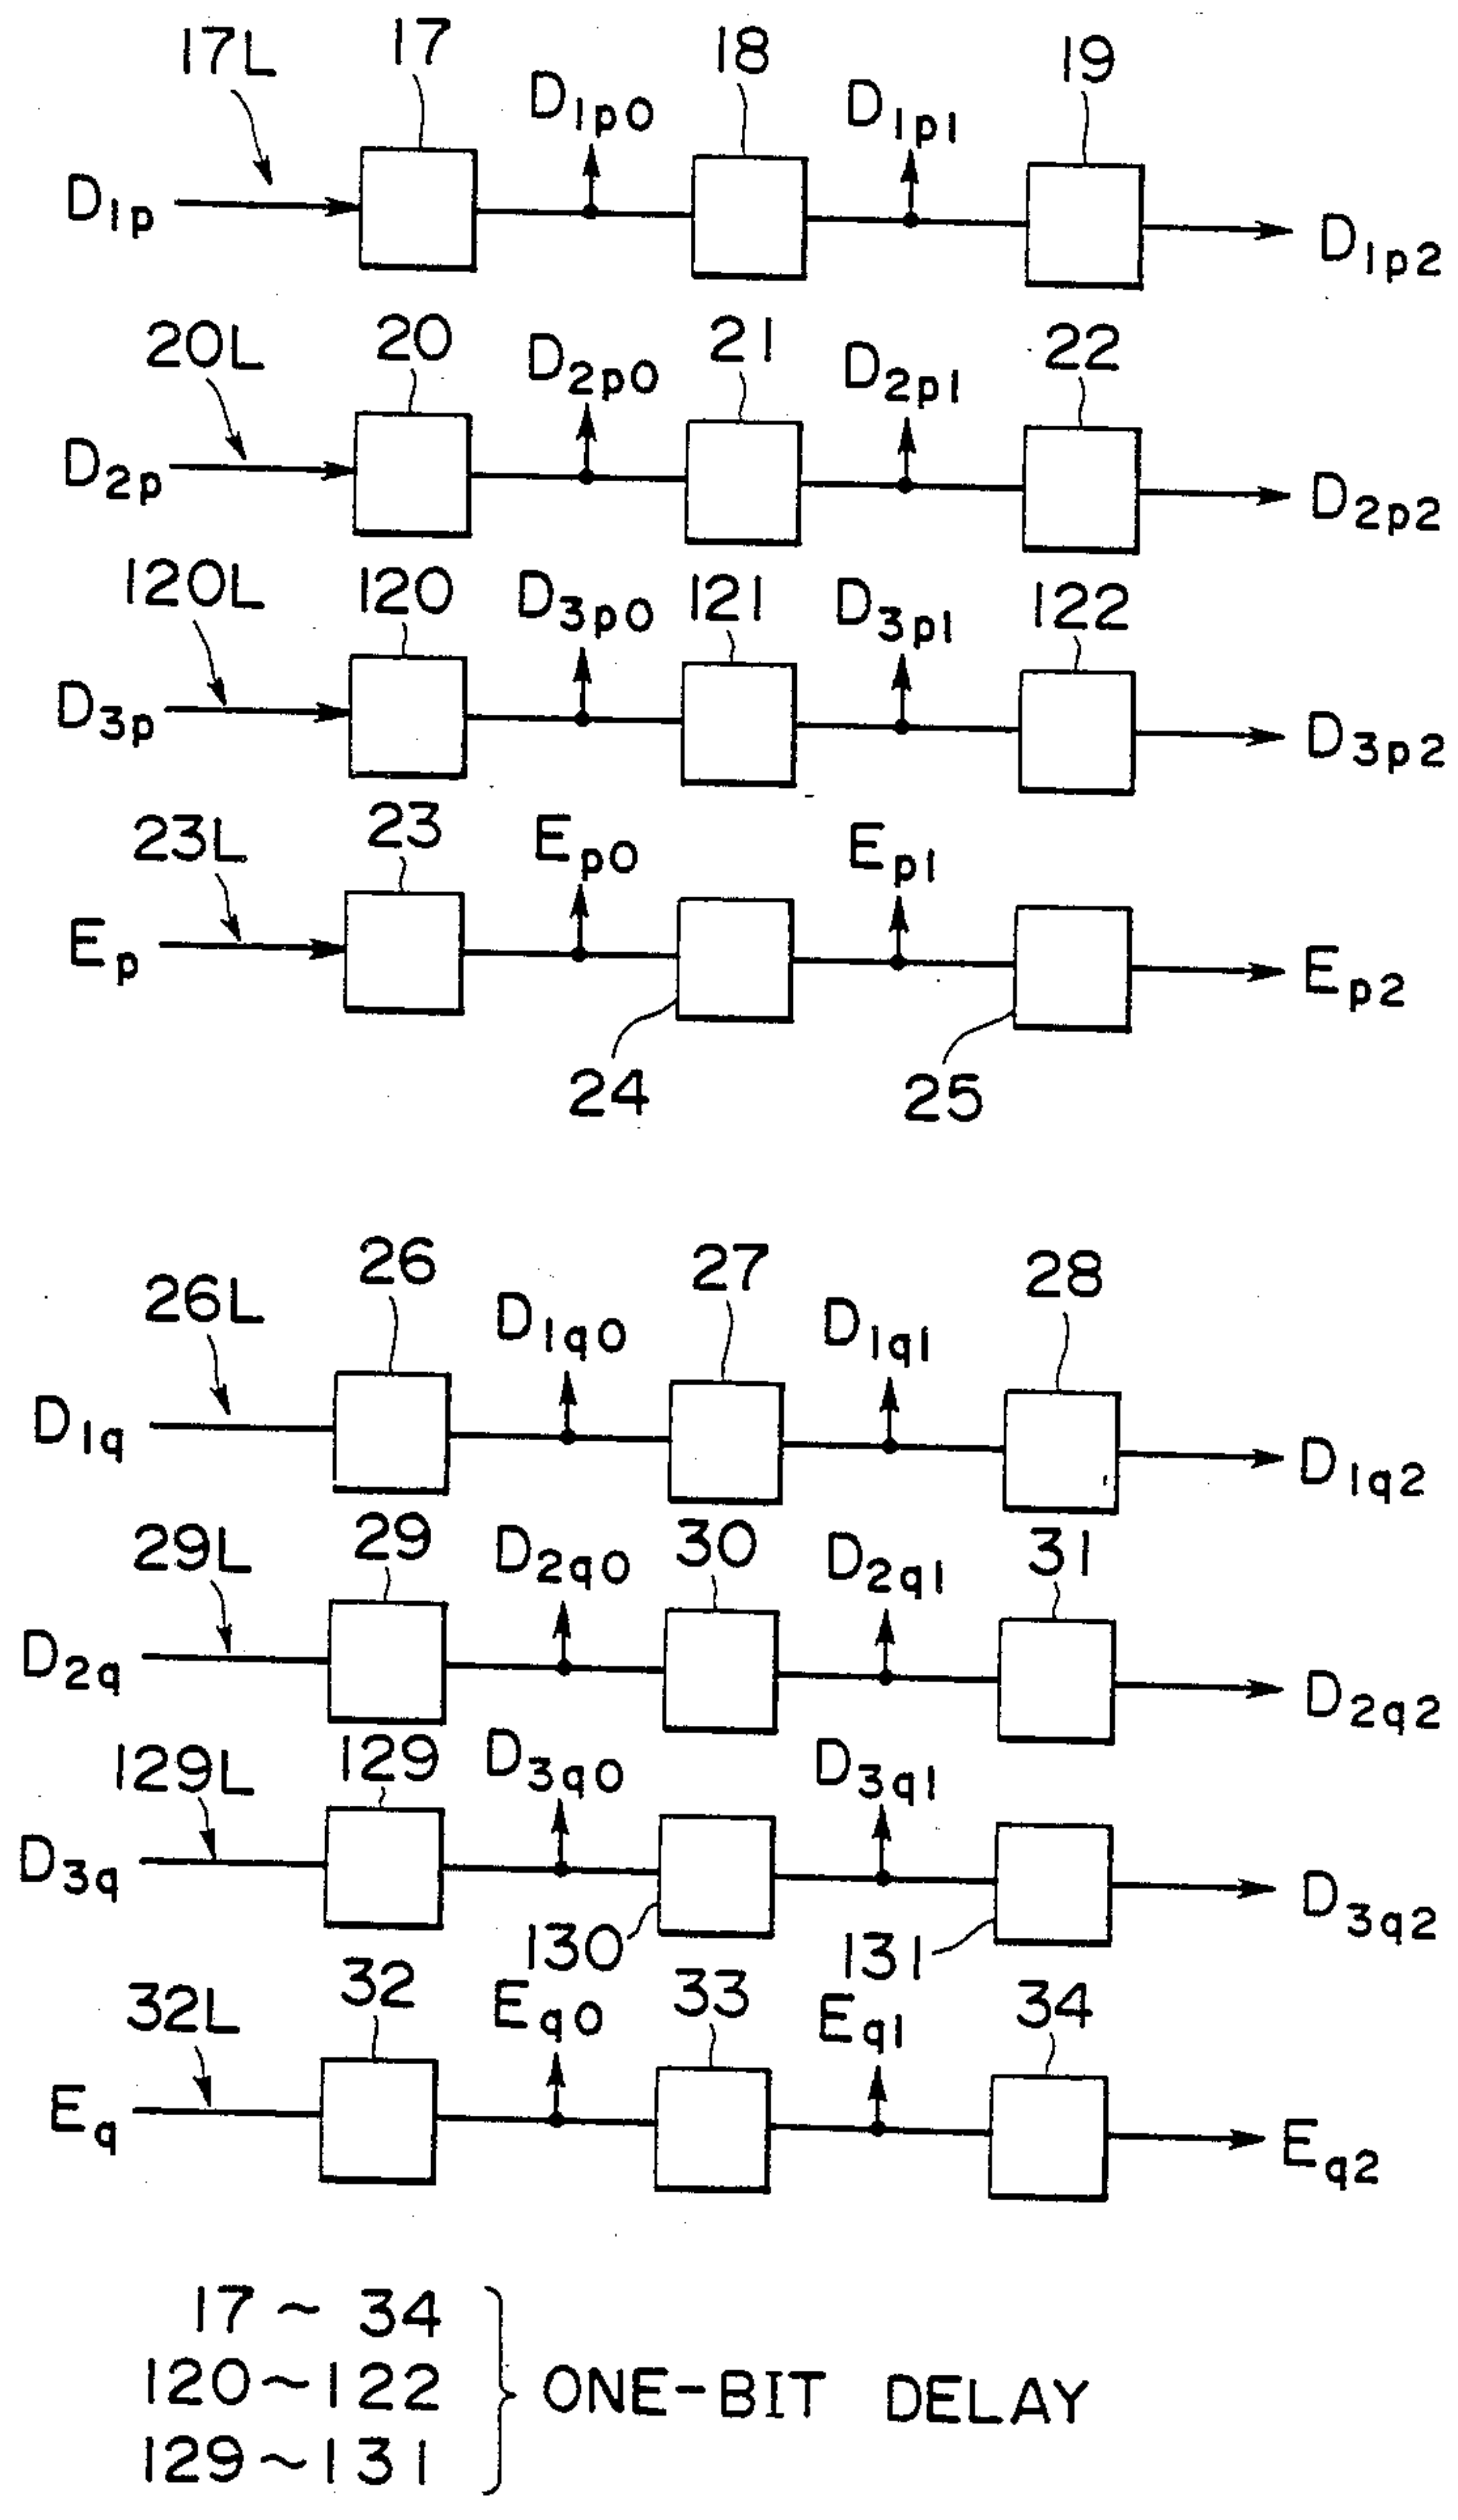 17L 17 D1p0 18 D1p1 19
D1p D1p2
20L 20 D2p0 21 D2p1 22
D2p D2p2
120L 120 D3p0 121 D3p1 122
D3p D3p2
23L 23 Ep0 Ep1
Ep Ep2
24 25
26L 26 D1q0 27 D1q1 28
D1q D1q2
29L 29 D2q0 30 D2q1 31
D2q D2q2
129L 129 D3q0 D3q1
D3q D3q2
130 131
32L 32 Eq0 33 Eq1 34
Eq Eq2
17~34
120~122 ONE-BIT DELAY
129~131